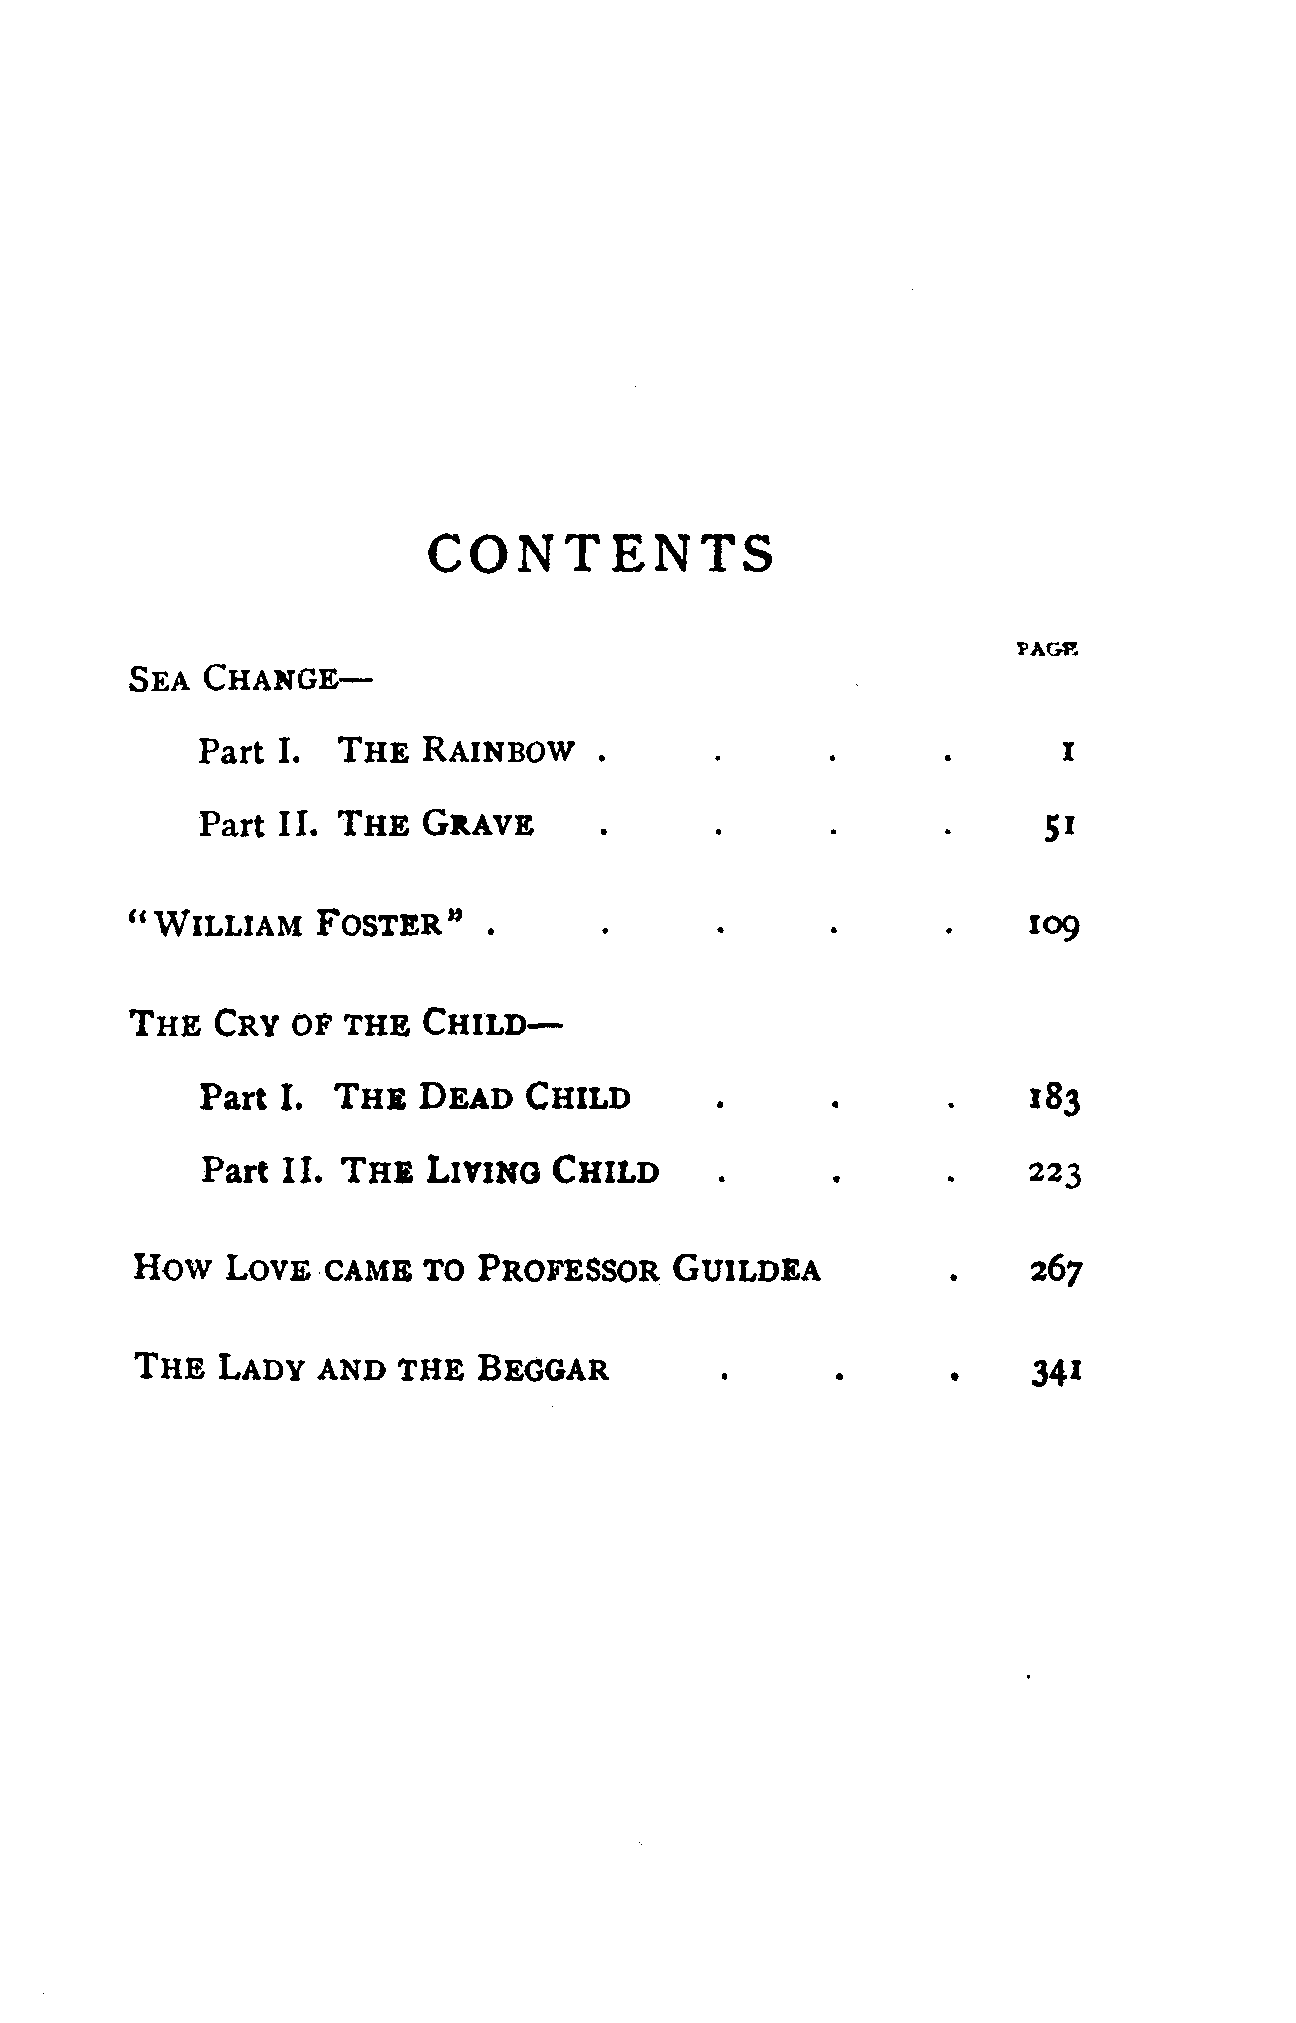 CONTENTS
PAGE
SEA CHANGE—
Part I. THE RAINBOW . . . . 1
Part II. THE GRAVE . . . . 51
"WILLIAM FOSTER" . . . . . 109
THE CRY OF THE CHILD—
Part I. THE DEAD CHILD . . . 183
Part II. THE LIVING CHILD . . . 223
HOW LOVE CAME TO PROFESSOR GUILDEA . 267
THE LADY AND THE BEGGAR . . . 341